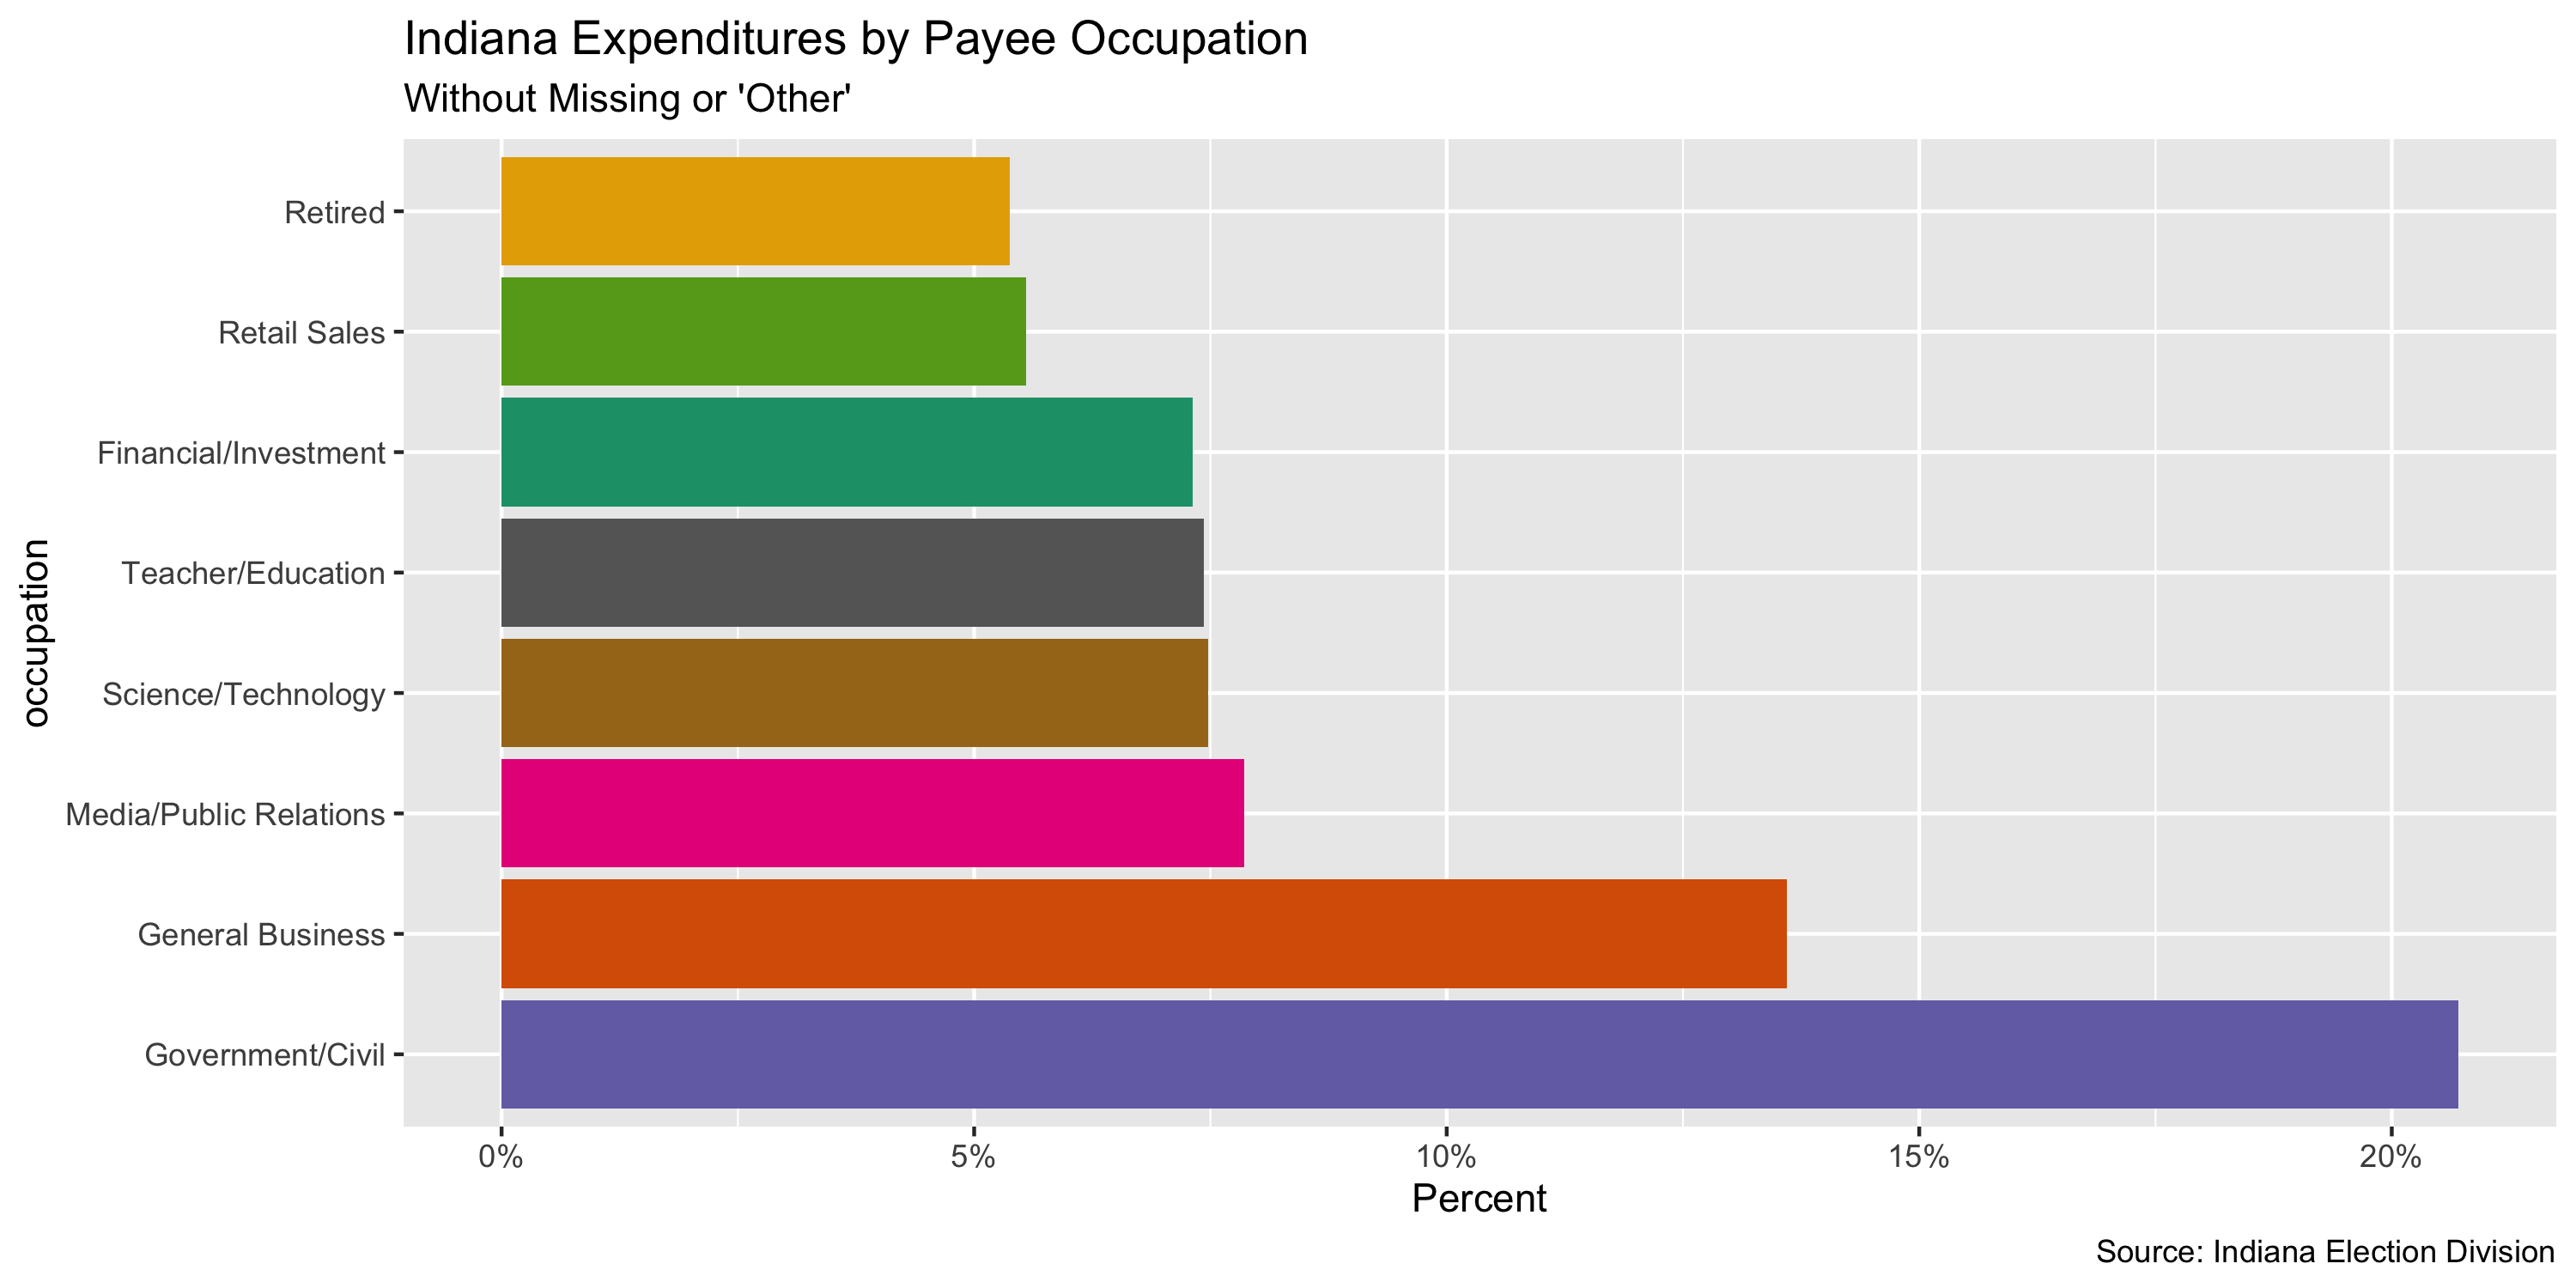 Indiana Expenditures by Payee Occupation
Without Missing or 'Other'
occupation
Retired
Retail Sales
Financial/Investment
Teacher/Education
Science/Technology
Media/Public Relations
General Business
Government/Civil
0% 5% 10% 15% 20%
Percent
Source: Indiana Election Division